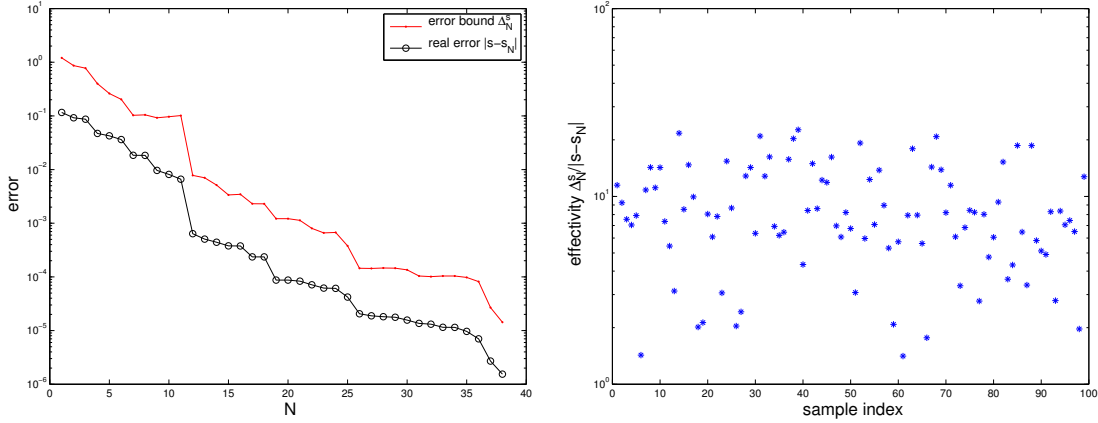 error bound Δ_N^s
real error |s−s_N|
error
10^1
10^0
10^−1
10^−2
10^−3
10^−4
10^−5
10^−6
0 5 10 15 20 25 30 35 40
N
effectivity Δ_N^s/|s−s_N|
10^2
10^1
10^0
0 10 20 30 40 50 60 70 80 90 100
sample index